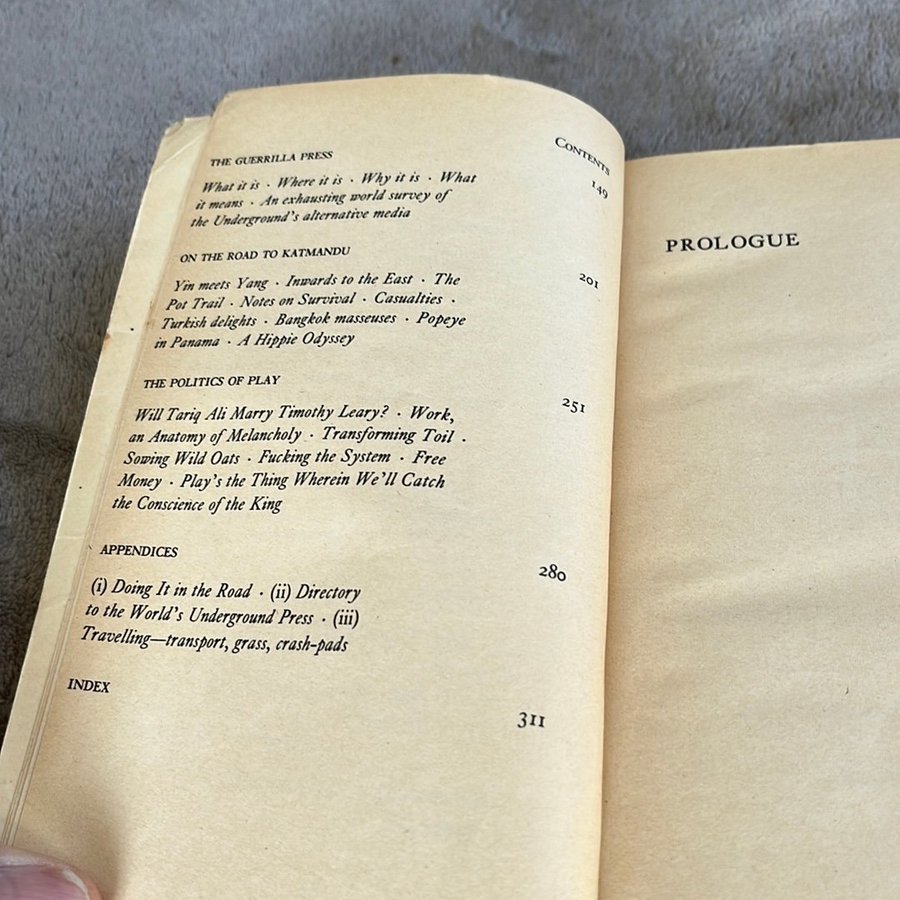 CONTENTS
THE GUERRILLA PRESS 149
What it is · Where it is · Why it is · What
it means · An exhausting world survey of
the Underground's alternative media
ON THE ROAD TO KATMANDU 201
Yin meets Yang · Inwards to the East · The
Pot Trail · Notes on Survival · Casualties ·
Turkish delights · Bangkok masseuses · Popeye
in Panama · A Hippie Odyssey
THE POLITICS OF PLAY 251
Will Tariq Ali Marry Timothy Leary? · Work,
an Anatomy of Melancholy · Transforming Toil ·
Sowing Wild Oats · Fucking the System · Free
Money · Play's the Thing Wherein We'll Catch
the Conscience of the King
APPENDICES 280
(i) Doing It in the Road · (ii) Directory
to the World's Underground Press · (iii)
Travelling—transport, grass, crash-pads
INDEX 311
PROLOGUE